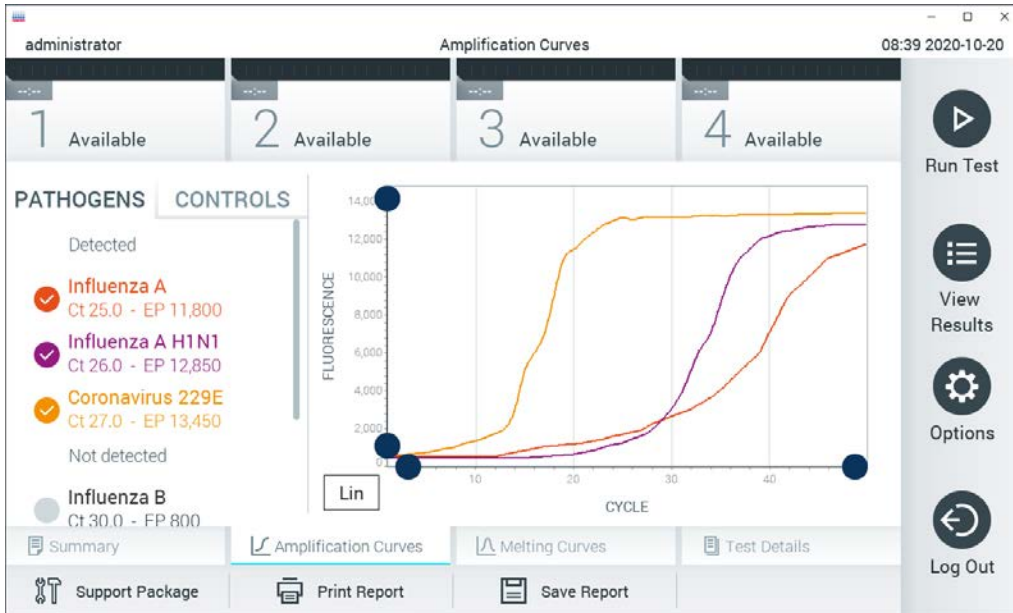 administrator
Amplification Curves
08:39 2020-10-20
--:--
--:--
--:--
1 Available
2 Available
3 Available
4 Available
Run Test
View
Results
Options
Log Out
PATHOGENS
CONTROLS
Detected
Influenza A
Ct 25.0 - EP 11,800
Influenza A H1N1
Ct 26.0 - EP 12,850
Coronavirus 229E
Ct 27.0 - EP 13,450
Not detected
Influenza B
Ct 30.0 - EP 800
FLUORESCENCE
12,000
10,000
8,000
6,000
4,000
2,000
0
10
20
30
40
CYCLE
Lin
Summary
Amplification Curves
Melting Curves
Test Details
Support Package
Print Report
Save Report